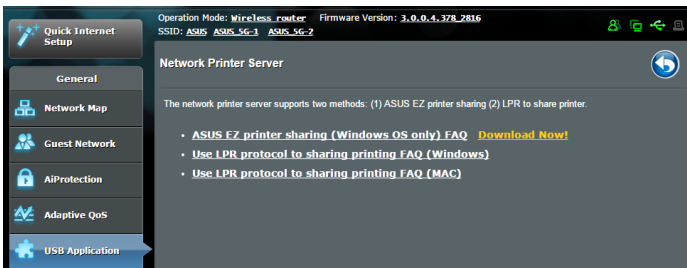 Quick Internet
Setup
General
Network Map
Guest Network
AiProtection
Adaptive QoS
USB Application
Operation Mode: Wireless router Firmware Version: 3.0.0.4.378_2816
SSID: ASUS ASUS_5G-1 ASUS_5G-2
Network Printer Server
The network printer server supports two methods: (1) ASUS EZ printer sharing (2) LPR to share printer.
• ASUS EZ printer sharing (Windows OS only) FAQ Download Now!
• Use LPR protocol to sharing printing FAQ (Windows)
• Use LPR protocol to sharing printing FAQ (MAC)